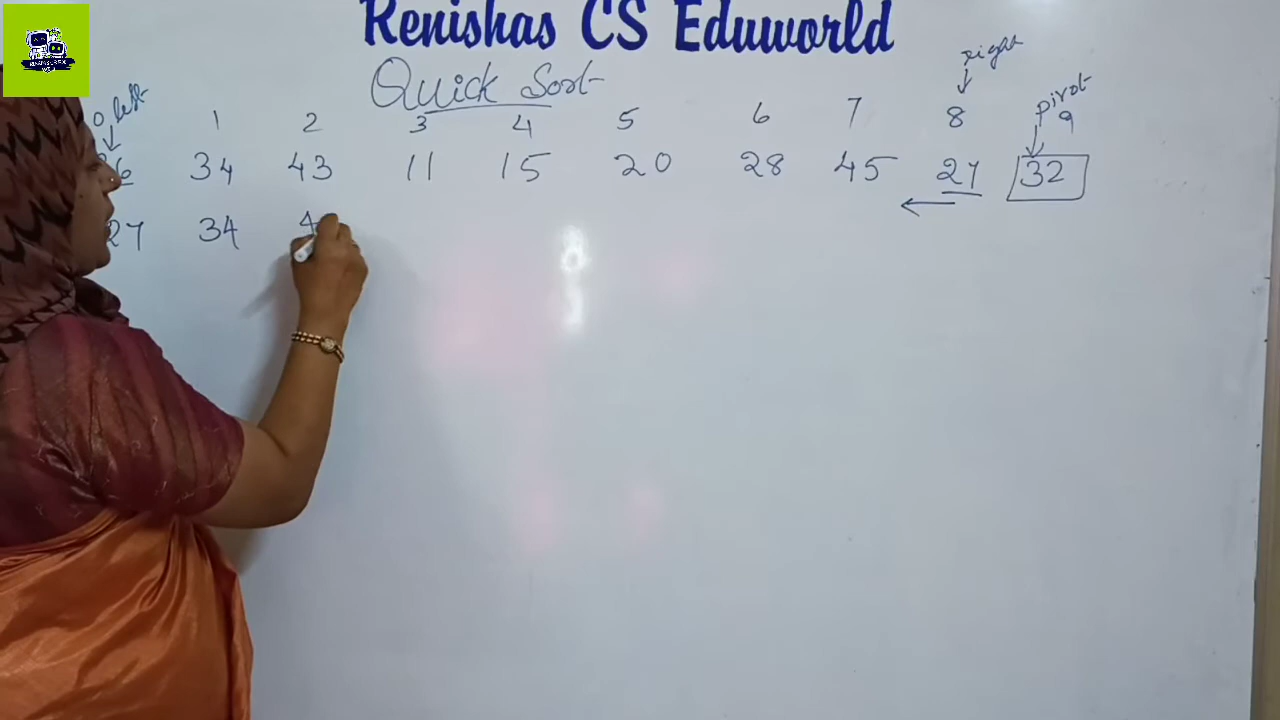 Renishas CS Eduworld
Quick Sort
right
left
pivot
0 1 2 3 4 5 6 7 8 9
34 43 11 15 20 28 45 27 32
27 34 4